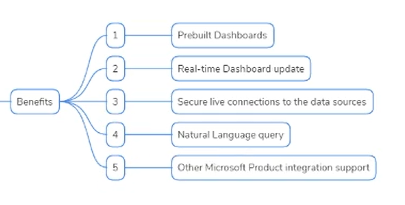 Benefits
1
Prebuilt Dashboards
2
Real-time Dashboard update
3
Secure live connections to the data sources
4
Natural Language query
5
Other Microsoft Product integration support